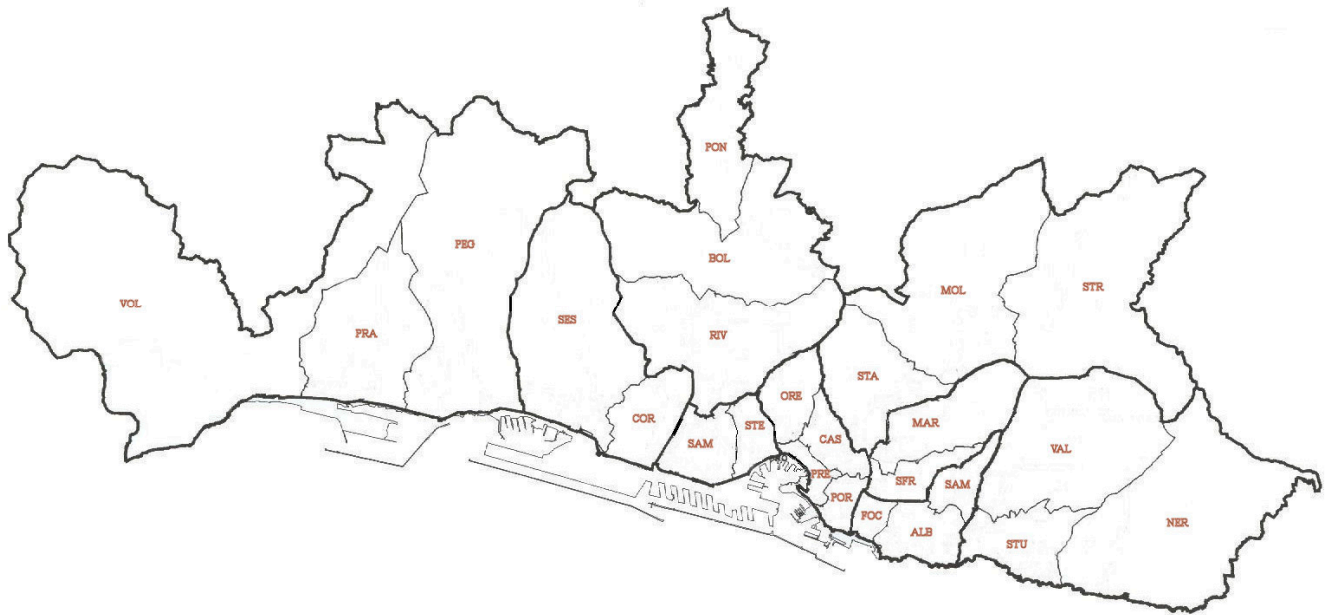 PON
PEG
BOL
VOL
MOL
STR
SES
PRA
RIV
STA
ORE
COR
STE
SAM
CAS
MAR
VAL
PRE
SFR
SAM
POR
FOC
ALB
STU
NER